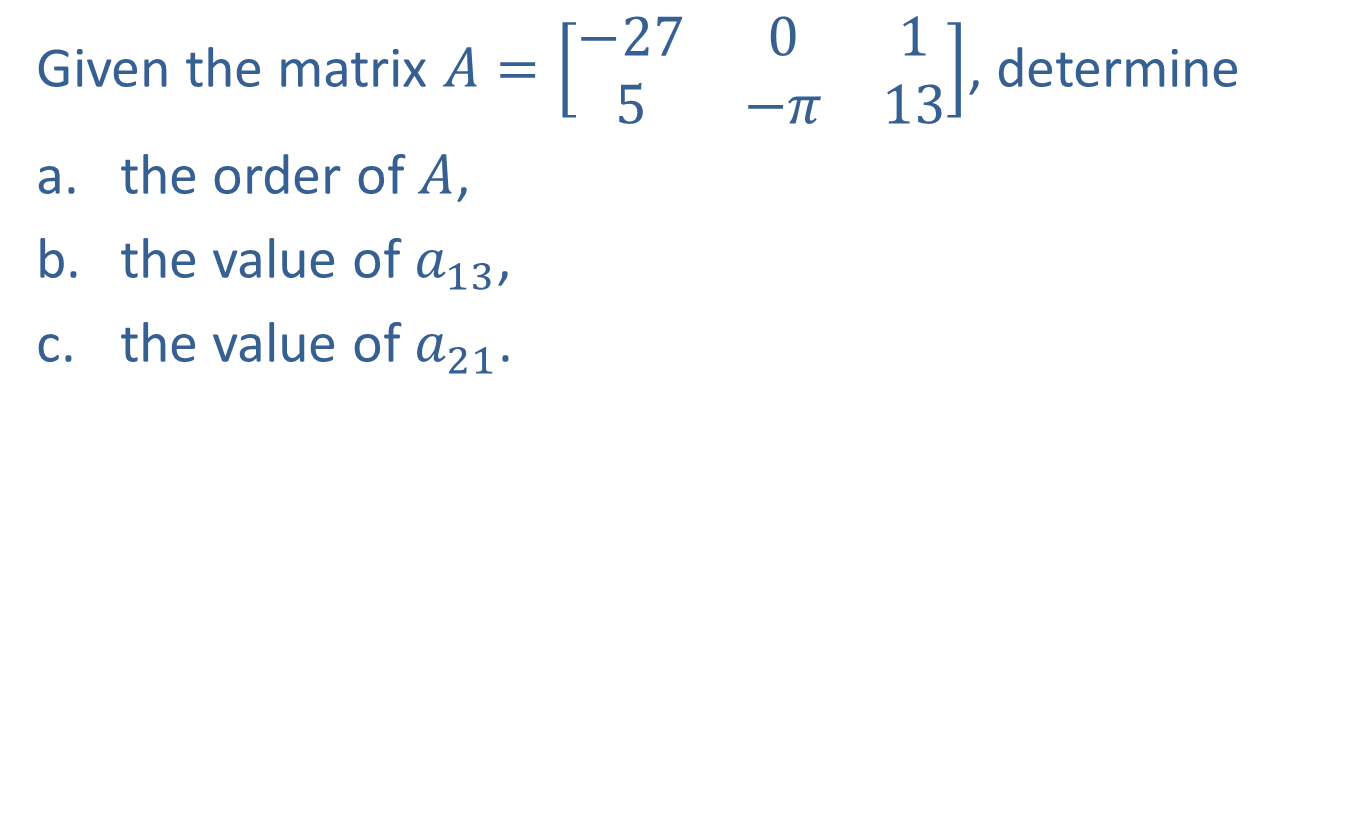 Given the matrix A = [−27 0 1; 5 −π 13], determine
a. the order of A,
b. the value of a₁₃,
c. the value of a₂₁.